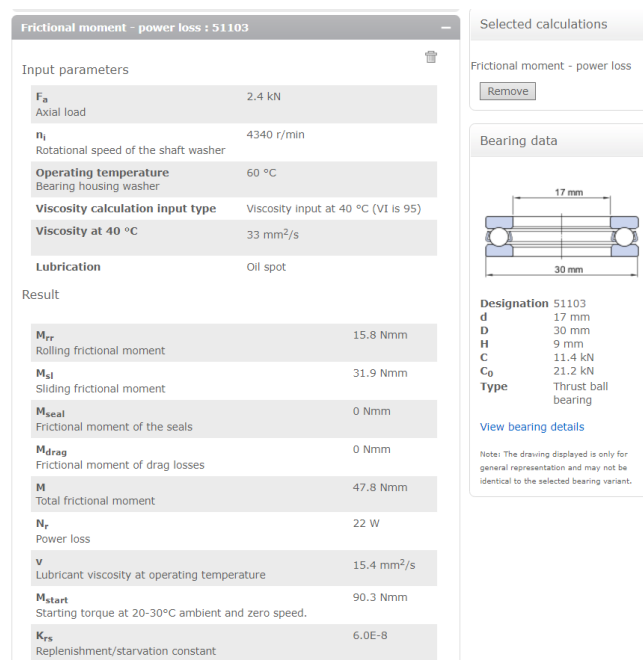 Frictional moment - power loss : 51103 –
Input parameters
Fa 2.4 kN
Axial load
ni 4340 r/min
Rotational speed of the shaft washer
Operating temperature 60 °C
Bearing housing washer
Viscosity calculation input type Viscosity input at 40 °C (VI is 95)
Viscosity at 40 °C 33 mm²/s
Lubrication Oil spot
Result
Mrr 15.8 Nmm
Rolling frictional moment
Msl 31.9 Nmm
Sliding frictional moment
Mseal 0 Nmm
Frictional moment of the seals
Mdrag 0 Nmm
Frictional moment of drag losses
M 47.8 Nmm
Total frictional moment
Nr 22 W
Power loss
ν 15.4 mm²/s
Lubricant viscosity at operating temperature
Mstart 90.3 Nmm
Starting torque at 20-30°C ambient and zero speed.
Krs 6.0E-8
Replenishment/starvation constant
Selected calculations
Frictional moment - power loss
Remove
Bearing data
17 mm
30 mm
Designation 51103
d 17 mm
D 30 mm
H 9 mm
C 11.4 kN
C0 21.2 kN
Type Thrust ball
bearing
View bearing details
Note: The drawing displayed is only for
general representation and may not be
identical to the selected bearing variant.